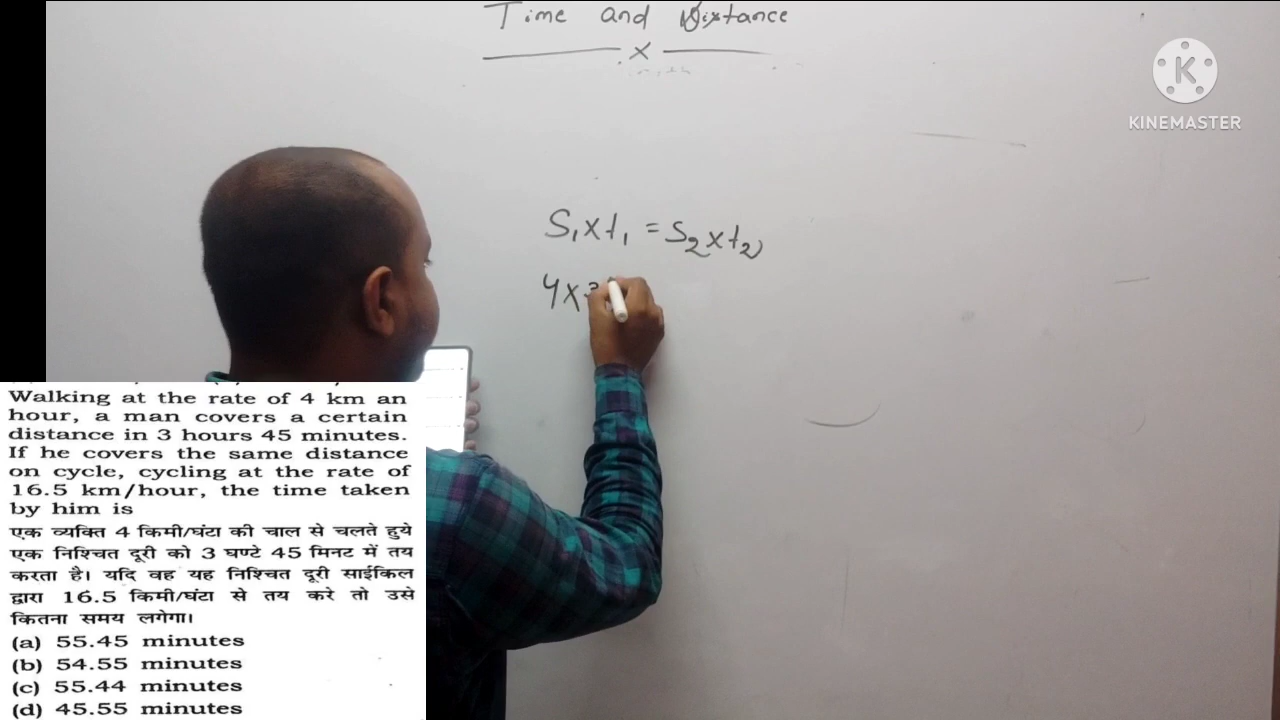 Time and Distance
x
KINEMASTER
S₁xt₁ = S₂xt₂
4x3
Walking at the rate of 4 km an
hour, a man covers a certain
distance in 3 hours 45 minutes.
If he covers the same distance
on cycle, cycling at the rate of
16.5 km/hour, the time taken
by him is
एक व्यक्ति 4 किमी/घंटा की चाल से चलते हुये
एक निश्चित दूरी को 3 घण्टे 45 मिनट में तय
करता है। यदि वह यह निश्चित दूरी साईकिल
द्वारा 16.5 किमी/घंटा से तय करे तो उसे
कितना समय लगेगा।
(a) 55.45 minutes
(b) 54.55 minutes
(c) 55.44 minutes
(d) 45.55 minutes